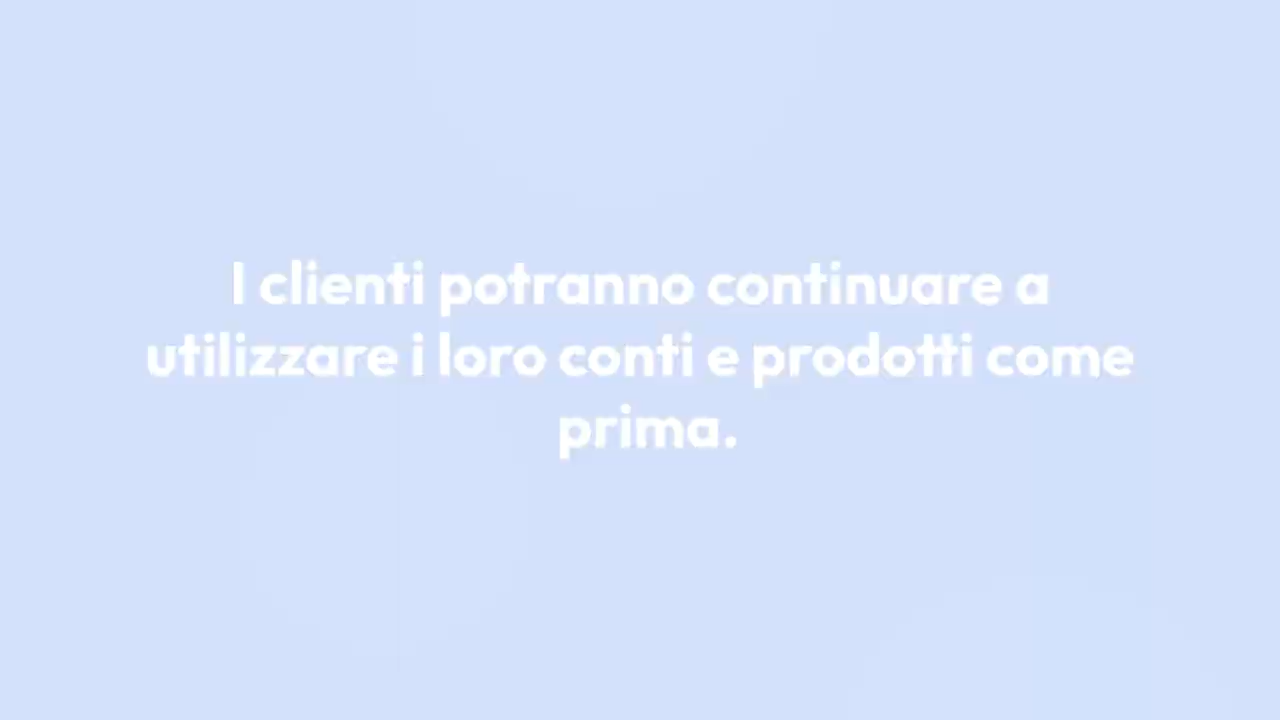 I clienti potranno continuare a
utilizzare i loro conti e prodotti come
prima.